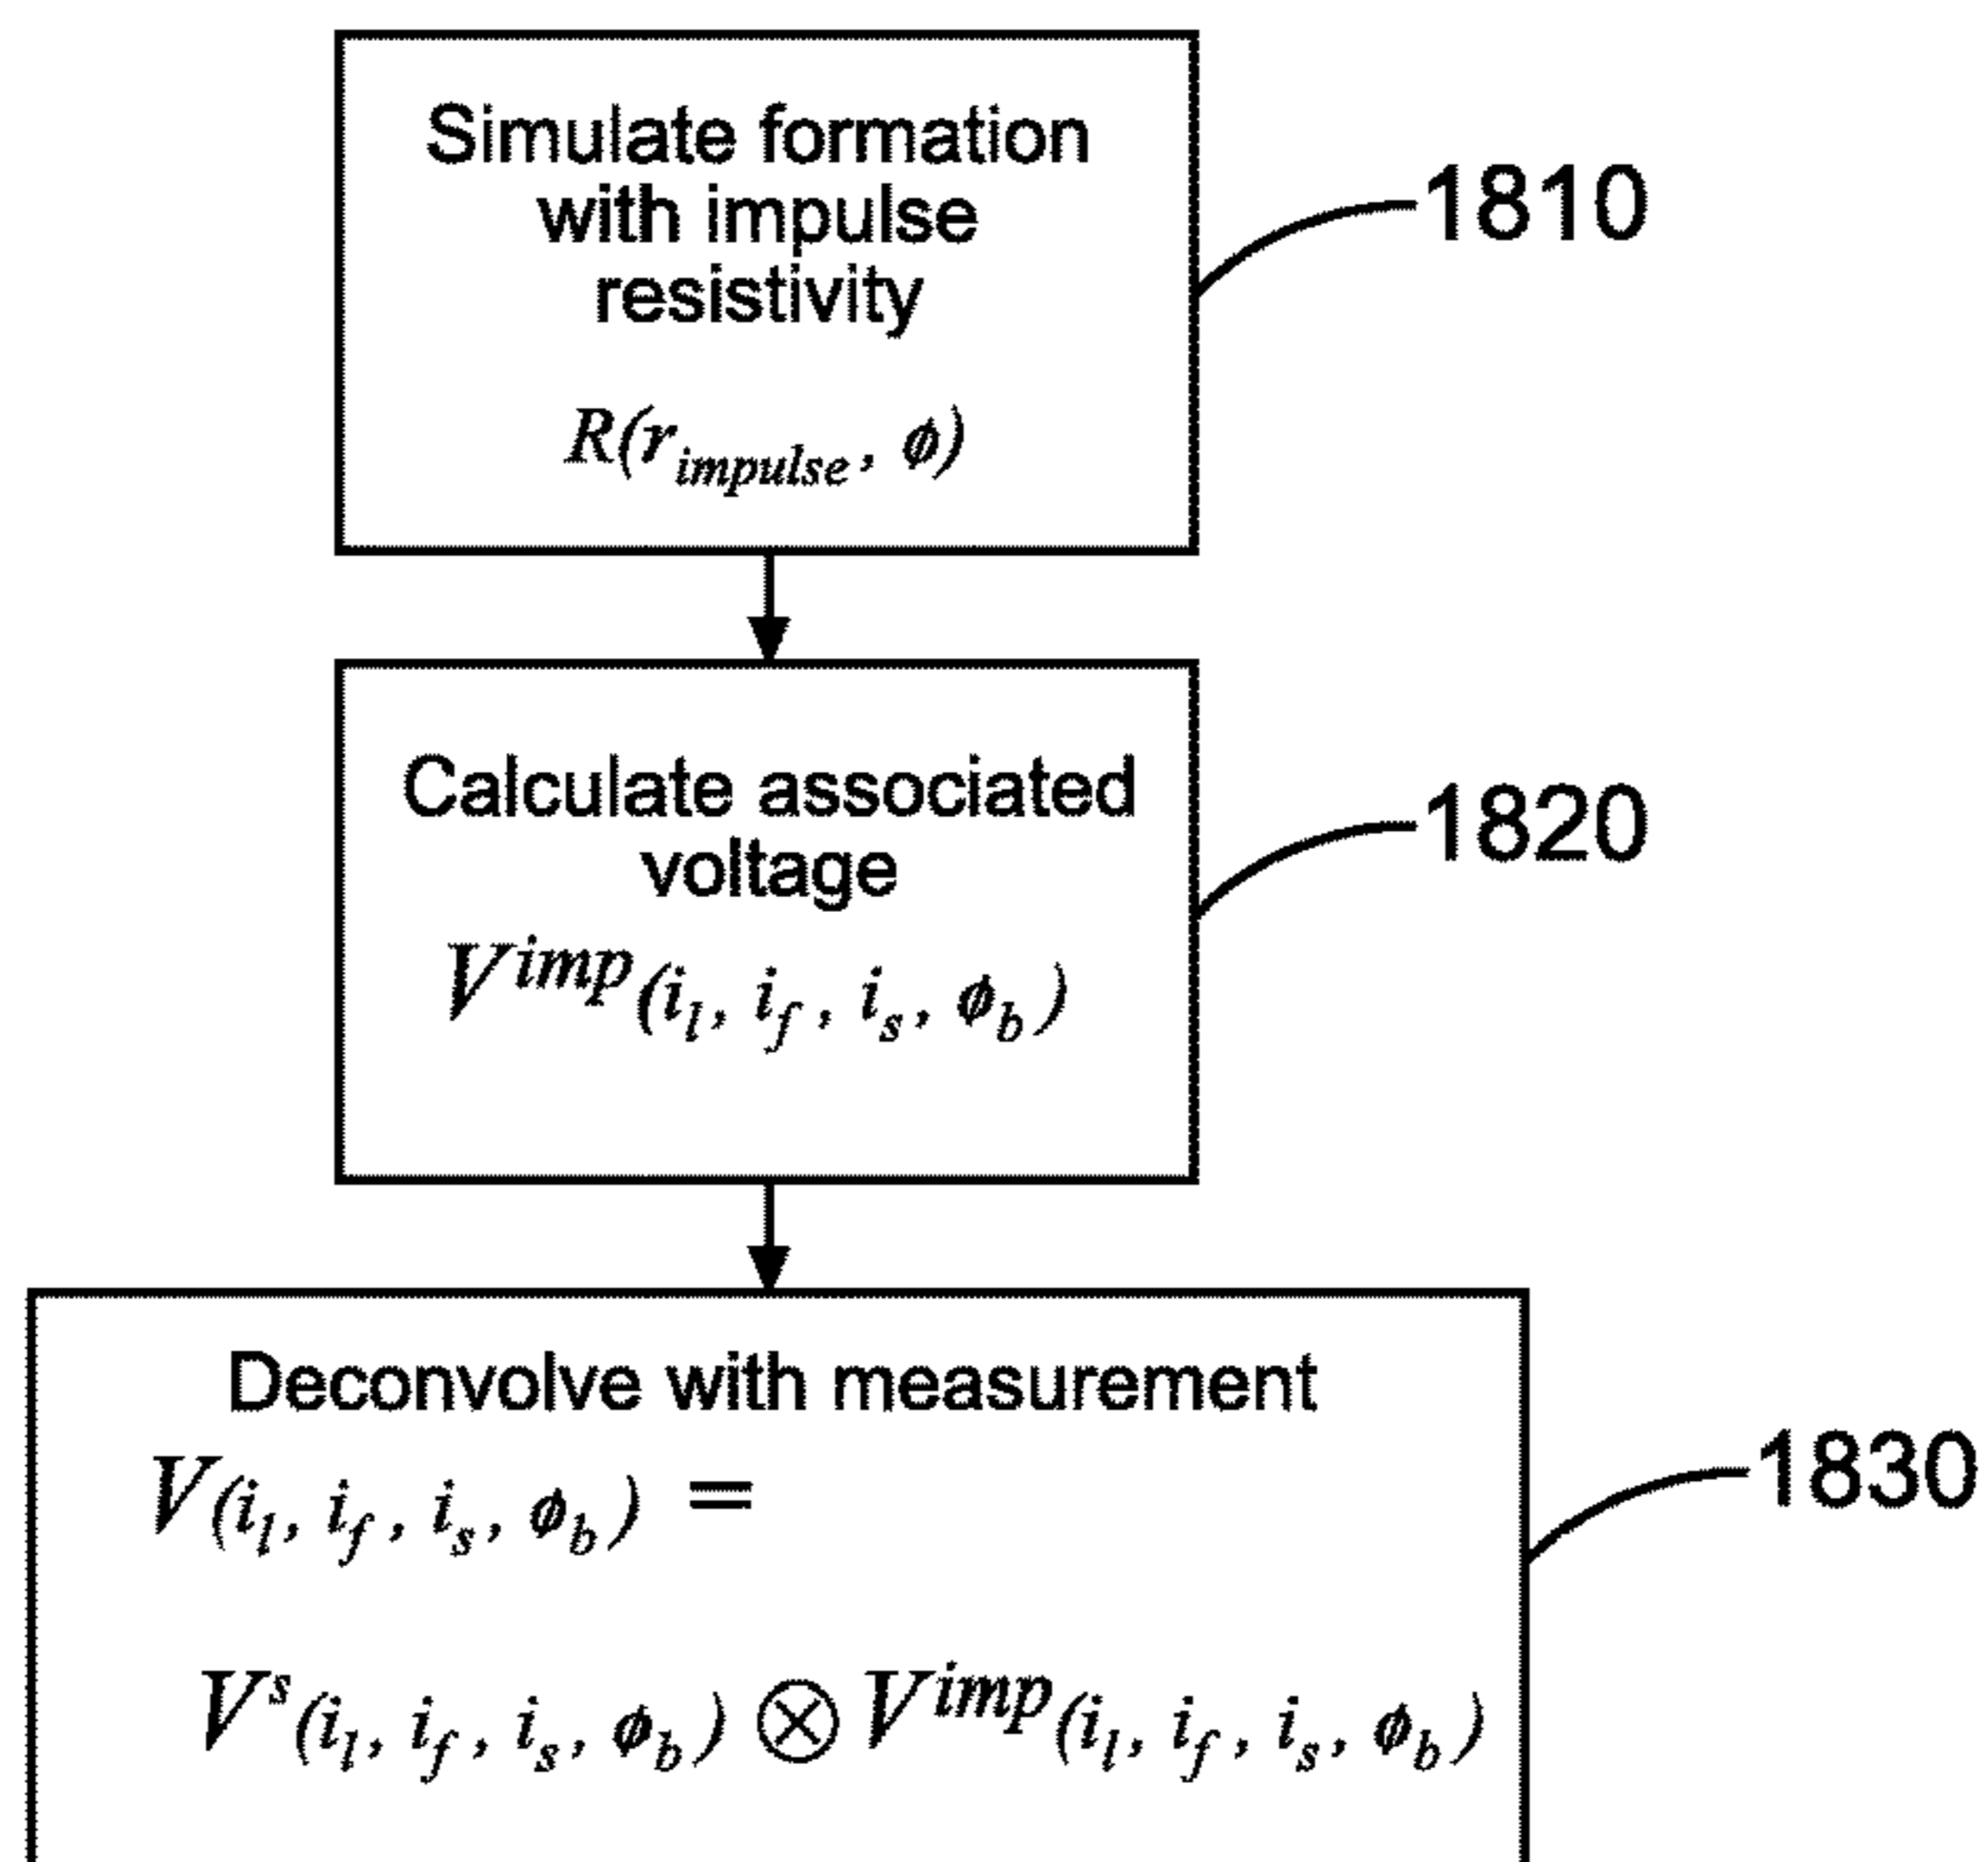 Simulate formation
with impulse
resistivity
R(r_impulse, ϕ)
1810
Calculate associated
voltage
V^imp(i_l, i_f, i_s, ϕ_b)
1820
Deconvolve with measurement
V(i_l, i_f, i_s, ϕ_b) =
V^s(i_l, i_f, i_s, ϕ_b) ⊗ V^imp(i_l, i_f, i_s, ϕ_b)
1830